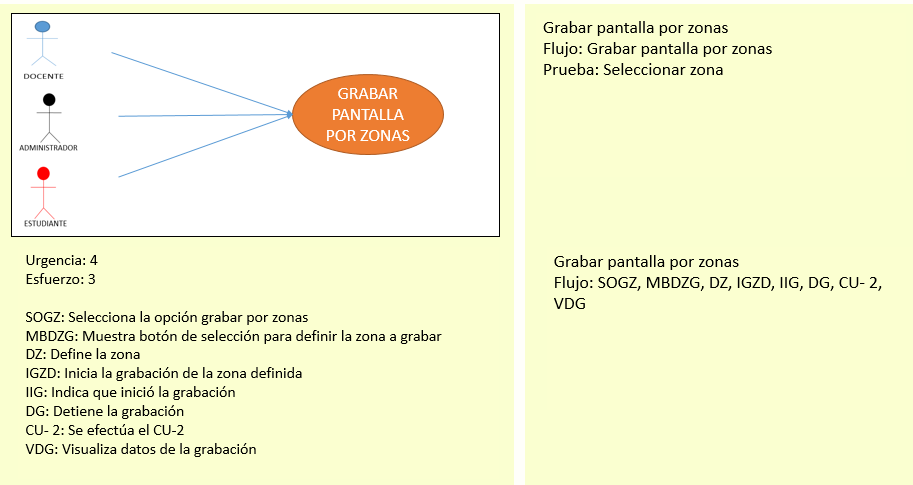 DOCENTE
ADMINISTRADOR
ESTUDIANTE
GRABAR
PANTALLA
POR ZONAS
Urgencia: 4
Esfuerzo: 3
SOGZ: Selecciona la opción grabar por zonas
MBDZG: Muestra botón de selección para definir la zona a grabar
DZ: Define la zona
IGZD: Inicia la grabación de la zona definida
IIG: Indica que inició la grabación
DG: Detiene la grabación
CU- 2: Se efectúa el CU-2
VDG: Visualiza datos de la grabación
Grabar pantalla por zonas
Flujo: Grabar pantalla por zonas
Prueba: Seleccionar zona
Grabar pantalla por zonas
Flujo: SOGZ, MBDZG, DZ, IGZD, IIG, DG, CU- 2,
VDG